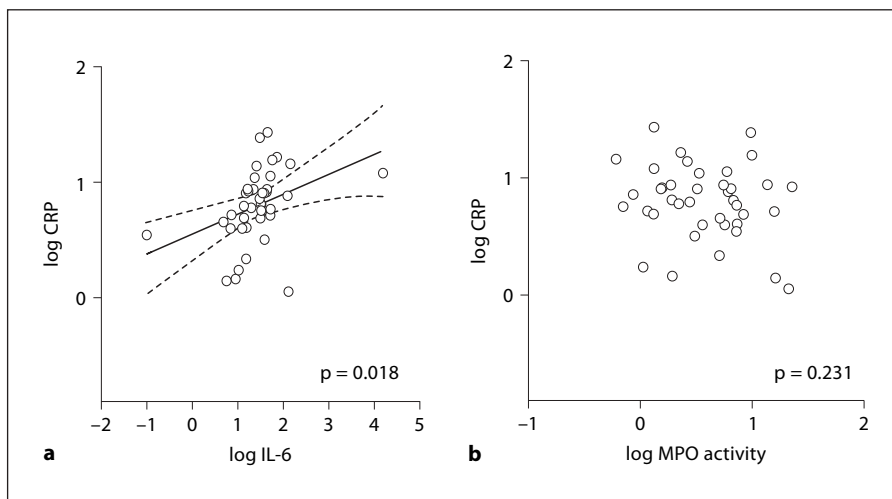 2
1
0
log CRP
p = 0.018
–2 –1 0 1 2 3 4 5
a
log IL-6
2
1
0
log CRP
p = 0.231
–1 0 1 2
b
log MPO activity